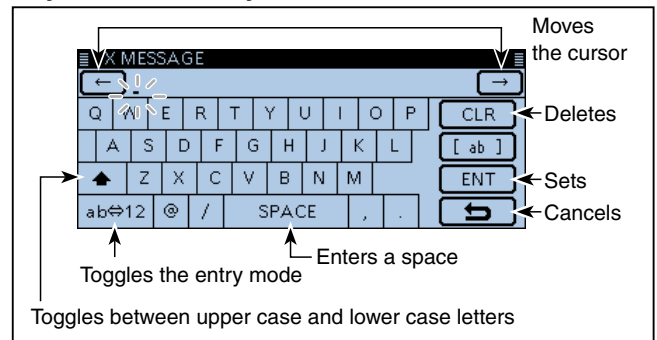 Moves
the cursor
TX MESSAGE
← →
Q W E R T Y U I O P CLR Deletes
A S D F G H J K L [ ab ]
Z X C V B N M ENT Sets
ab⇔12 @ / SPACE , . Cancels
Enters a space
Toggles the entry mode
Toggles between upper case and lower case letters